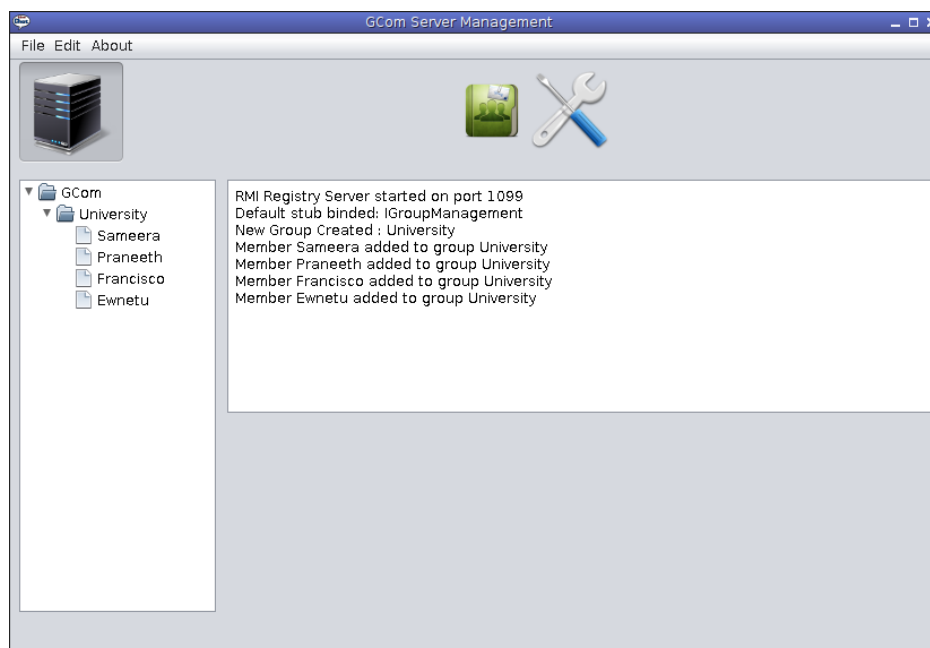 GCom Server Management
File Edit About
GCom
University
Sameera
Praneeth
Francisco
Ewnetu
RMI Registry Server started on port 1099
Default stub binded: IGroupManagement
New Group Created : University
Member Sameera added to group University
Member Praneeth added to group University
Member Francisco added to group University
Member Ewnetu added to group University